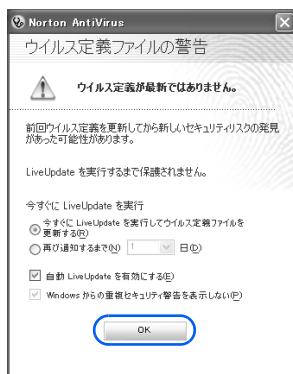 Norton AntiVirus
ウイルス定義ファイルの警告
ウイルス定義が最新ではありません。
前回ウイルス定義を更新してから新しいセキュリティリスクの発見
があった可能性があります。
LiveUpdate を実行するまで保護されません。
今すぐに LiveUpdate を実行
今すぐに LiveUpdate を実行してウイルス定義ファイルを
更新する(R)
再び通知するまで(N) 1 日(D)
自動 LiveUpdate を有効にする(E)
Windows からの重複セキュリティ警告を表示しない(P)
OK